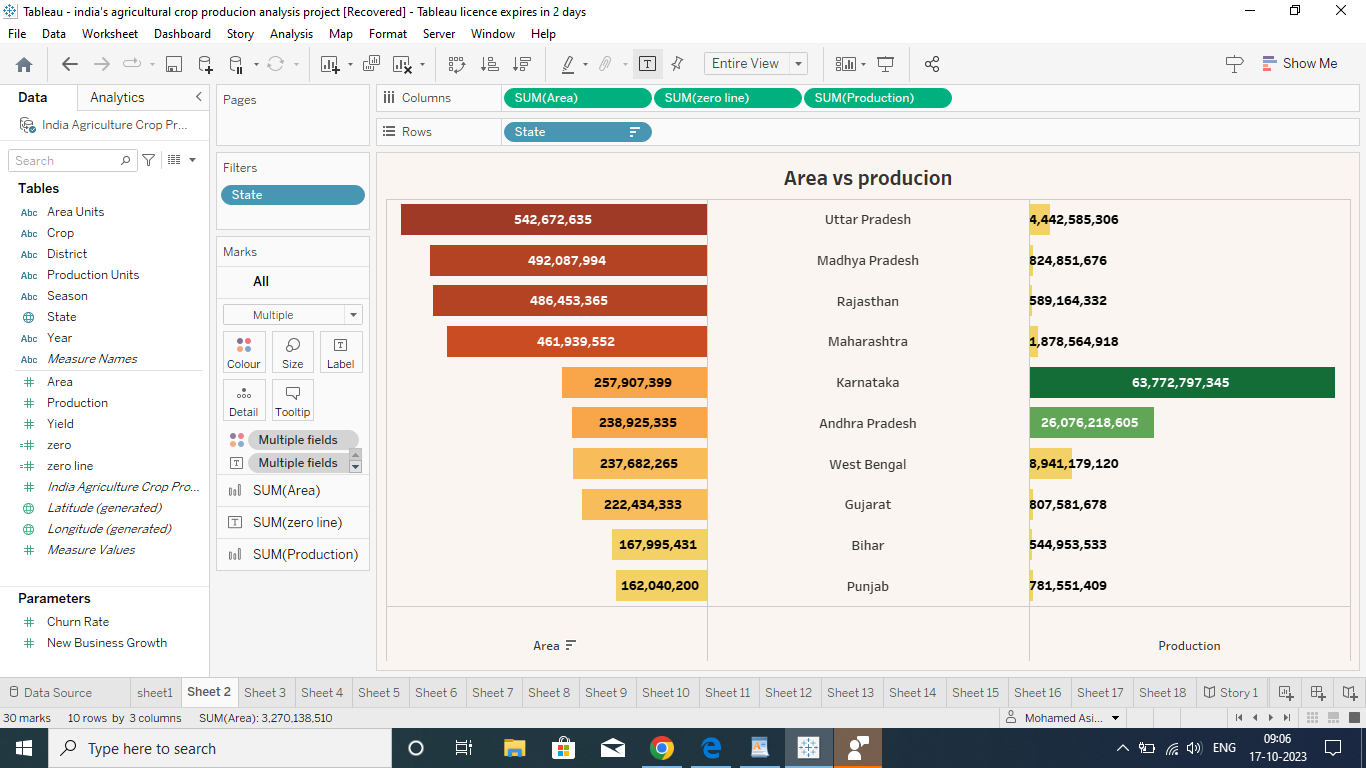 Tableau - india's agricultural crop producion analysis project [Recovered] - Tableau licence expires in 2 days
File Data Worksheet Dashboard Story Analysis Map Format Server Window Help
Entire View
Show Me
Data Analytics
India Agriculture Crop Pr...
Search
Tables
Abc Area Units
Abc Crop
Abc District
Abc Production Units
Abc Season
State
Abc Year
Abc Measure Names
# Area
# Production
# Yield
=# zero
=# zero line
# India Agriculture Crop Pro...
Latitude (generated)
Longitude (generated)
# Measure Values
Parameters
# Churn Rate
# New Business Growth
Pages
Filters
State
Marks
All
Multiple
Colour Size Label
Detail Tooltip
Multiple fields
Multiple fields
SUM(Area)
SUM(zero line)
SUM(Production)
Columns SUM(Area) SUM(zero line) SUM(Production)
Rows State
Area vs producion
542,672,635 Uttar Pradesh 4,442,585,306
492,087,994 Madhya Pradesh 824,851,676
486,453,365 Rajasthan 589,164,332
461,939,552 Maharashtra 1,878,564,918
257,907,399 Karnataka 63,772,797,345
238,925,335 Andhra Pradesh 26,076,218,605
237,682,265 West Bengal 8,941,179,120
222,434,333 Gujarat 807,581,678
167,995,431 Bihar 544,953,533
162,040,200 Punjab 781,551,409
Area Production
Data Source sheet1 Sheet 2 Sheet 3 Sheet 4 Sheet 5 Sheet 6 Sheet 7 Sheet 8 Sheet 9 Sheet 10 Sheet 11 Sheet 12 Sheet 13 Sheet 14 Sheet 15 Sheet 16 Sheet 17 Sheet 18 Story 1
30 marks 10 rows by 3 columns SUM(Area): 3,270,138,510 Mohamed Asi...
Type here to search
ENG
09:06
17-10-2023